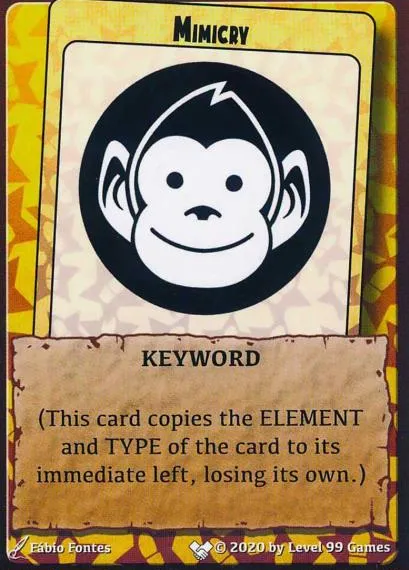 MIMICRY
KEYWORD
(This card copies the ELEMENT
and TYPE of the card to its
immediate left, losing its own.)
Fábio Fontes
© 2020 by Level 99 Games